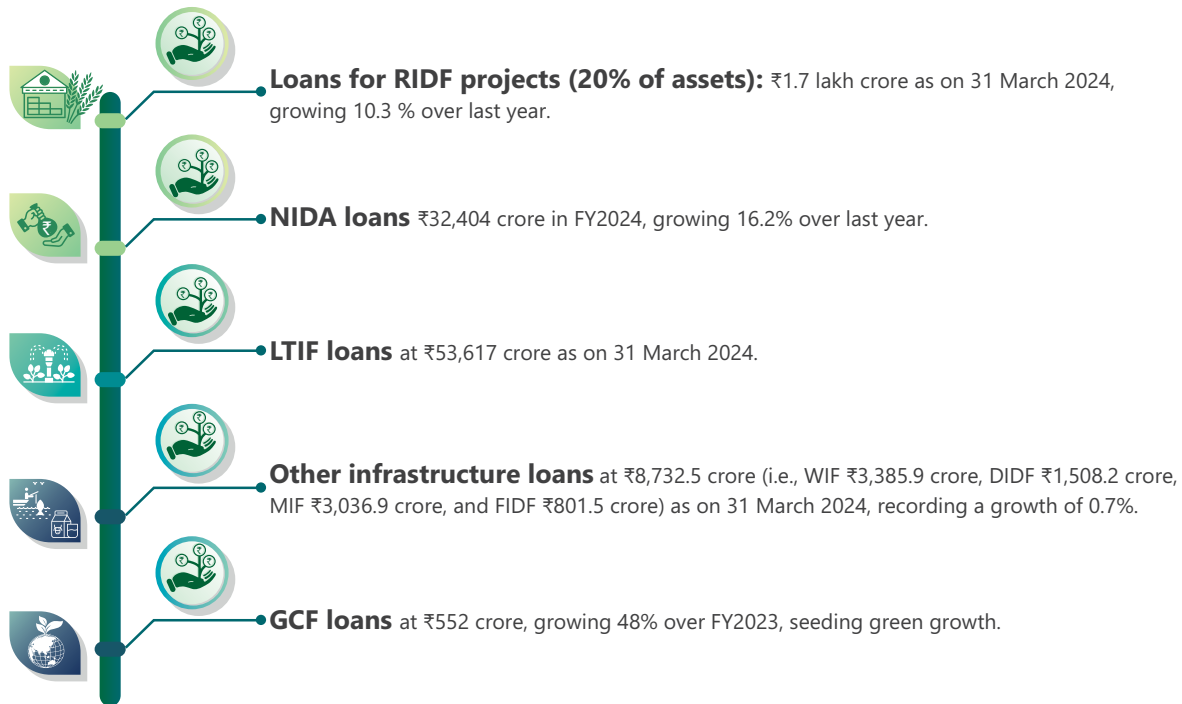 Loans for RIDF projects (20% of assets): ₹1.7 lakh crore as on 31 March 2024,
growing 10.3 % over last year.
NIDA loans ₹32,404 crore in FY2024, growing 16.2% over last year.
LTIF loans at ₹53,617 crore as on 31 March 2024.
Other infrastructure loans at ₹8,732.5 crore (i.e., WIF ₹3,385.9 crore, DIDF ₹1,508.2 crore,
MIF ₹3,036.9 crore, and FIDF ₹801.5 crore) as on 31 March 2024, recording a growth of 0.7%.
GCF loans at ₹552 crore, growing 48% over FY2023, seeding green growth.